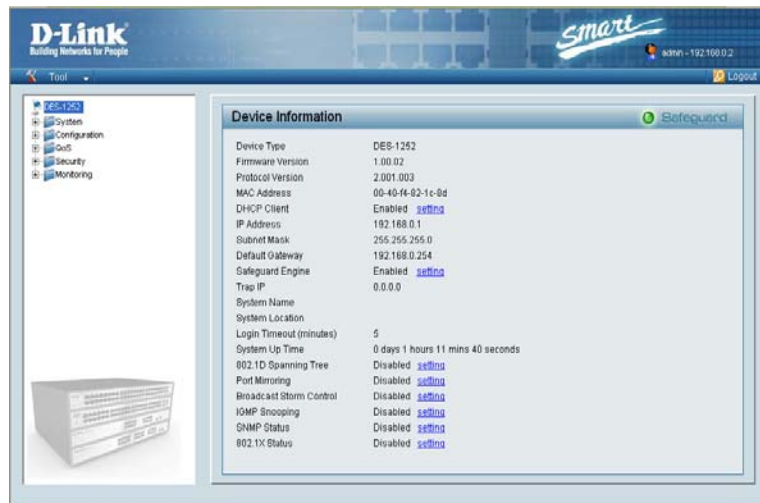 D-Link
Building Networks for People
smart
admin - 192.168.0.2
Tool
Logout
DES-1252
System
Configuration
QoS
Security
Monitoring
Device Information
Safeguard
Device Type DES-1252
Firmware Version 1.00.02
Protocol Version 2.001.003
MAC Address 00-40-f4-82-1c-8d
DHCP Client Enabled setting
IP Address 192.168.0.1
Subnet Mask 255.255.255.0
Default Gateway 192.168.0.254
Safeguard Engine Enabled setting
Trap IP 0.0.0.0
System Name
System Location
Login Timeout (minutes) 5
System Up Time 0 days 1 hours 11 mins 40 seconds
802.1D Spanning Tree Disabled setting
Port Mirroring Disabled setting
Broadcast Storm Control Disabled setting
IGMP Snooping Disabled setting
SNMP Status Disabled setting
802.1X Status Disabled setting